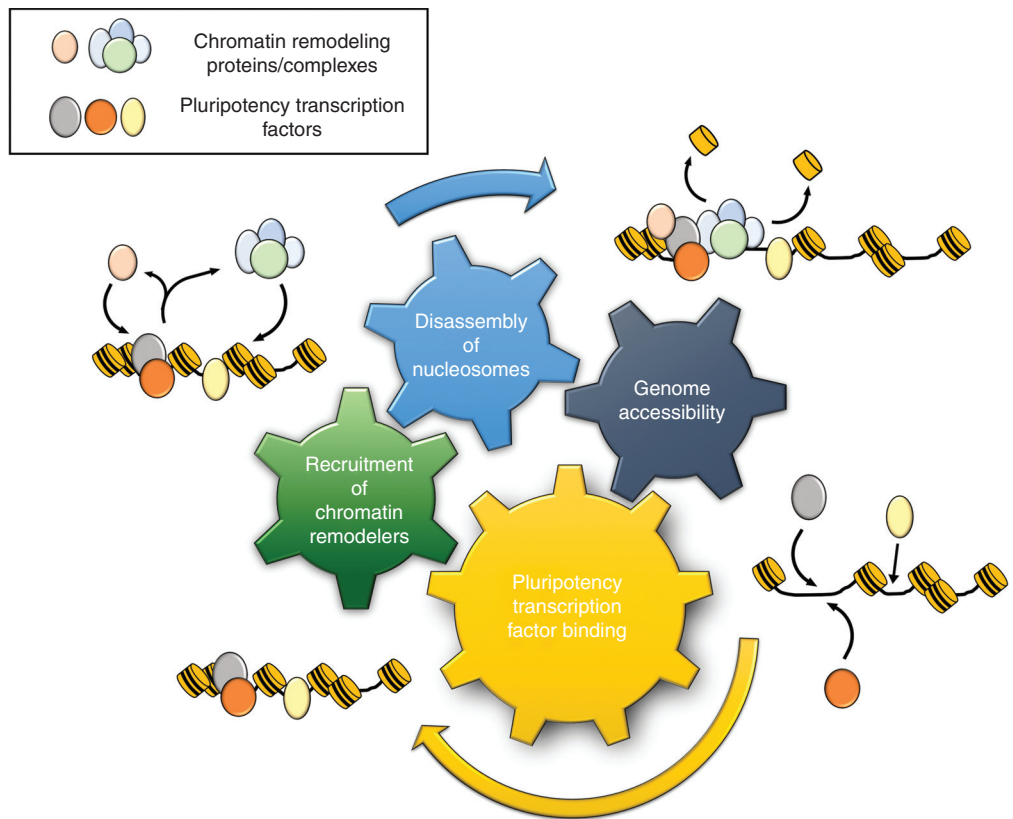 Chromatin remodeling
proteins/complexes
Pluripotency transcription
factors
Disassembly
of
nucleosomes
Genome
accessibility
Recruitment
of
chromatin
remodelers
Pluripotency
transcription
factor binding